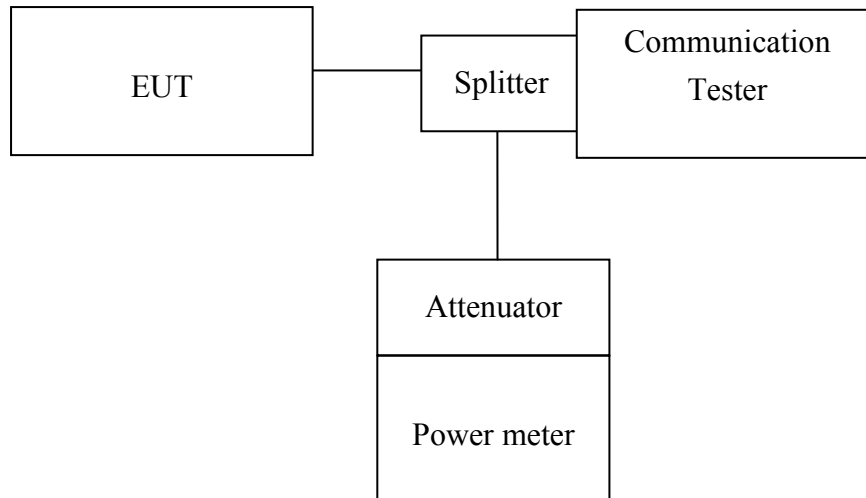 EUT
Splitter
Communication
Tester
Attenuator
Power meter